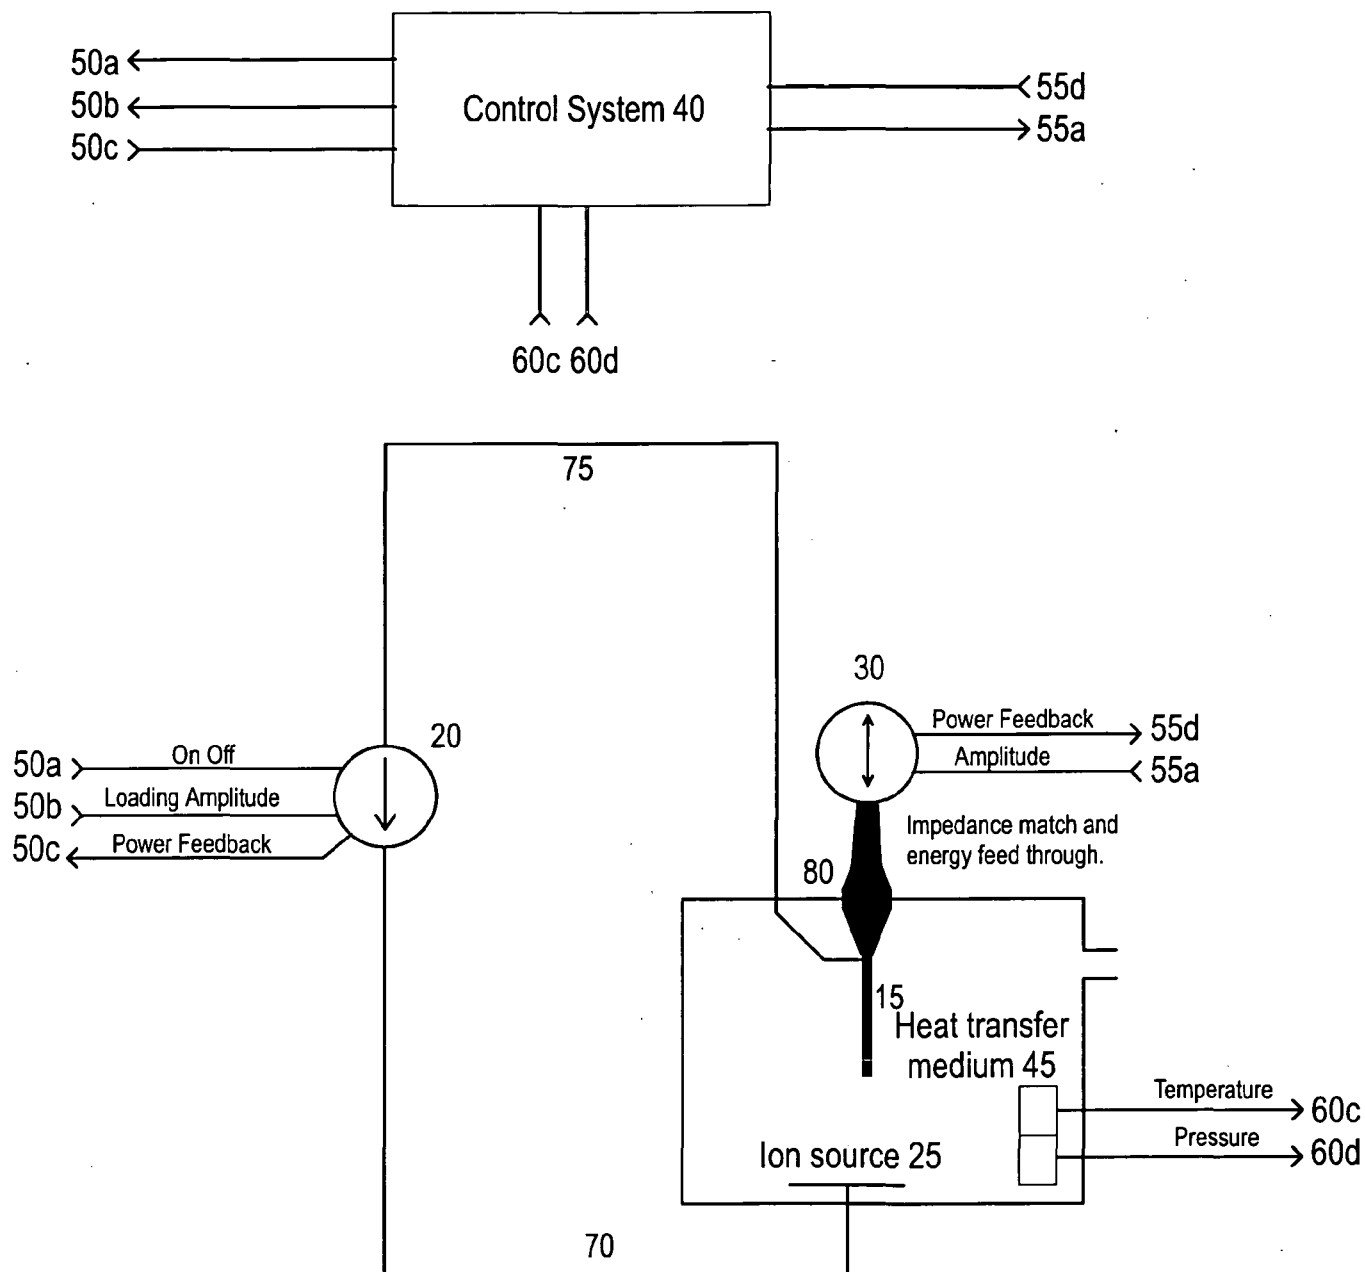 50a
50b
50c
Control System 40
55d
55a
60c 60d
75
30
20
50a On Off
50b Loading Amplitude
50c Power Feedback
Power Feedback 55d
Amplitude 55a
Impedance match and
energy feed through.
80
15
Heat transfer
medium 45
Temperature 60c
Pressure 60d
Ion source 25
70